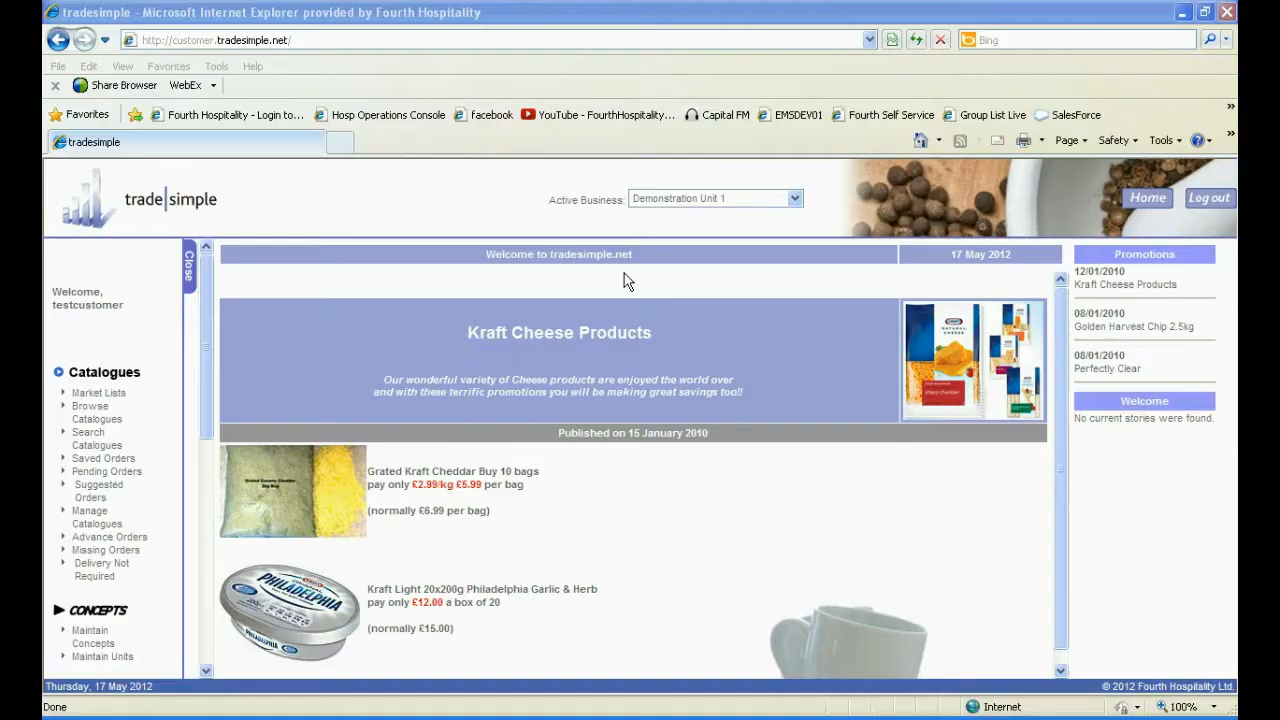 tradesimple - Microsoft Internet Explorer provided by Fourth Hospitality
http://customer.tradesimple.net/
Bing
File Edit View Favorites Tools Help
x Share Browser WebEx
Favorites Fourth Hospitality - Login to... Hosp Operations Console facebook YouTube - FourthHospitality... Capital FM EMSDEV01 Fourth Self Service Group List Live SalesForce
tradesimple
Page Safety Tools
trade simple
Active Business: Demonstration Unit 1
Home Log out
Close
Welcome,
testcustomer
Catalogues
Market Lists
Browse
Catalogues
Search
Catalogues
Saved Orders
Pending Orders
Suggested
Orders
Manage
Catalogues
Advance Orders
Missing Orders
Delivery Not
Required
CONCEPTS
Maintain
Concepts
Maintain Units
Welcome to tradesimple.net 17 May 2012
Kraft Cheese Products
Our wonderful variety of Cheese products are enjoyed the world over
and with these terrific promotions you will be making great savings too!!
KRAFT
NATURAL
CHEESE
Published on 15 January 2010
Grated Kraft Cheddar Buy 10 bags
pay only £2.99/kg £5.99 per bag
(normally £6.99 per bag)
PHILADELPHIA
PHILADELPHIA
Kraft Light 20x200g Philadelphia Garlic & Herb
pay only £12.00 a box of 20
(normally £15.00)
Promotions
12/01/2010
Kraft Cheese Products
08/01/2010
Golden Harvest Chip 2.5kg
08/01/2010
Perfectly Clear
Welcome
No current stories were found.
Thursday, 17 May 2012 © 2012 Fourth Hospitality Ltd.
Done Internet 100%